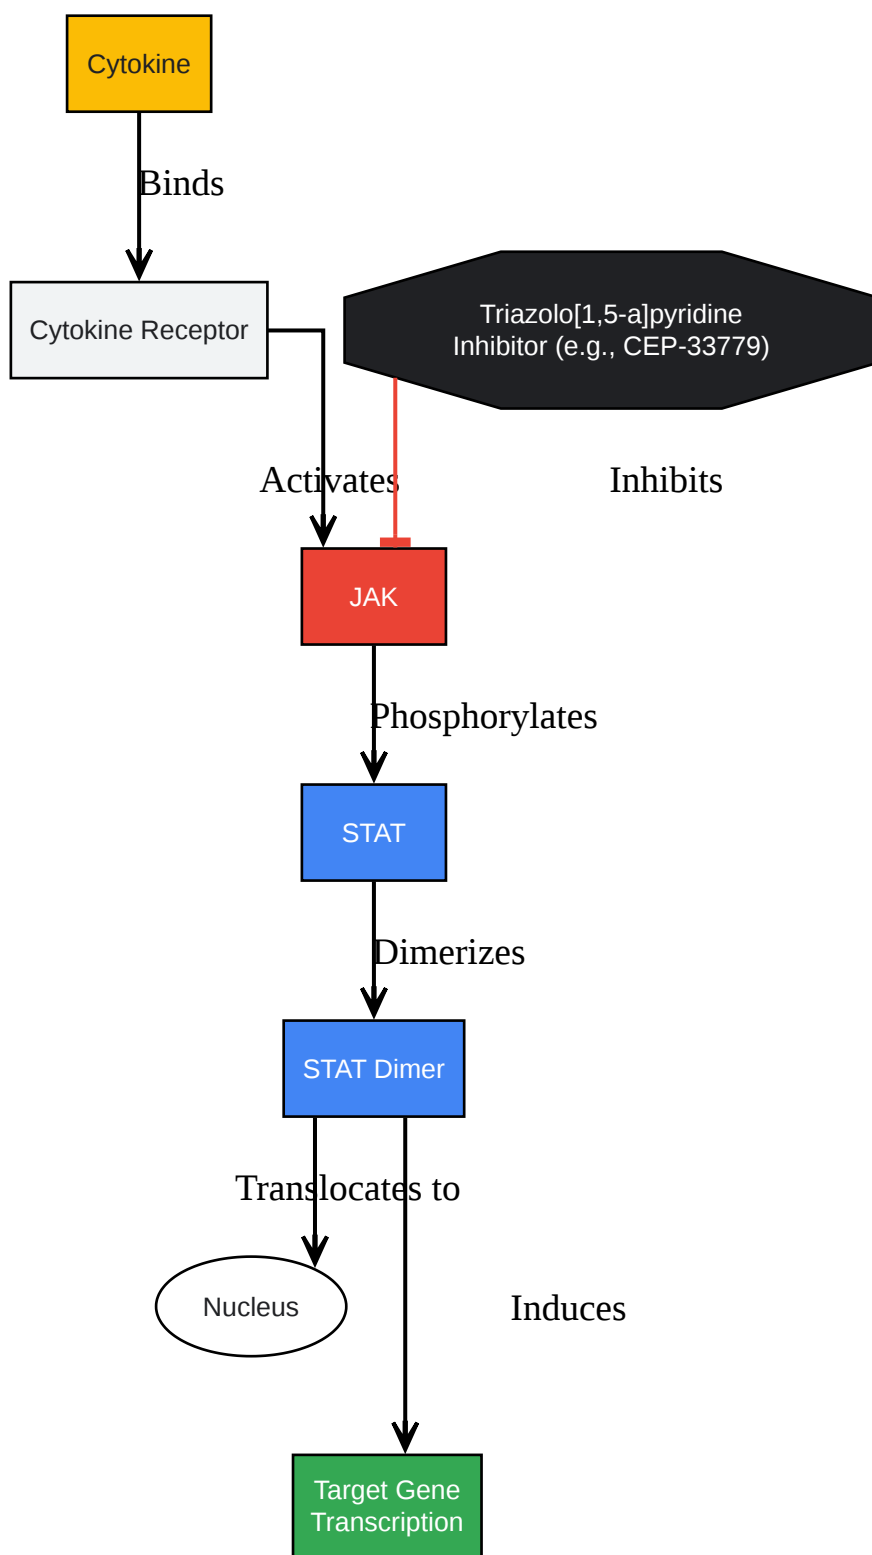 Cytokine
Binds
Cytokine Receptor
Triazolo[1,5-a]pyridine
Inhibitor (e.g., CEP-33779)
Activates
Inhibits
JAK
Phosphorylates
STAT
Dimerizes
STAT Dimer
Translocates to
Nucleus
Induces
Target Gene
Transcription